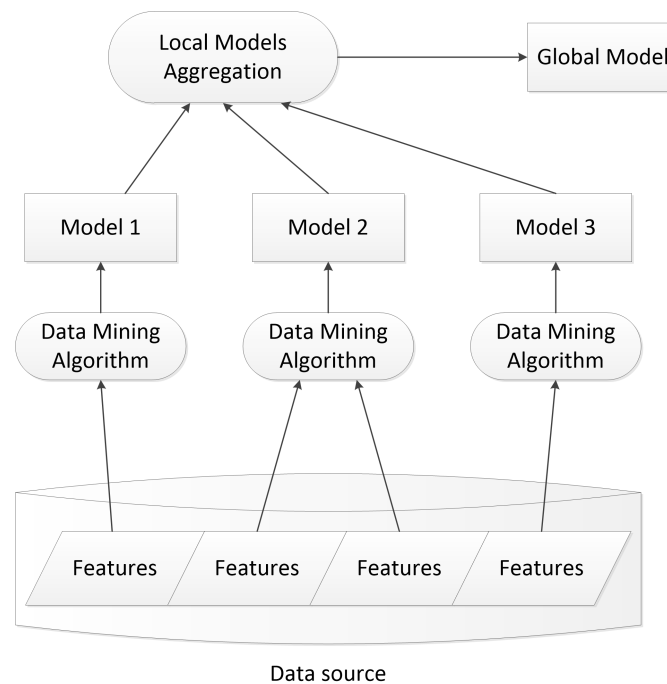 Local Models
Aggregation
Global Model
Model 1
Model 2
Model 3
Data Mining
Algorithm
Data Mining
Algorithm
Data Mining
Algorithm
Features
Features
Features
Features
Data source